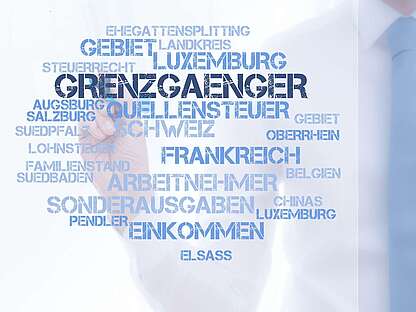 EHEGATTENSPLITTING
GEBIET LANDKREIS
STEUERRECHT LUXEMBURG
GRENZGAENGER
AUGSBURG QUELLENSTEUER
SALZBURG SCHWEIZ GEBIET
SUEDPFALZ OBERRHEIN
LOHNSTEUER FRANKREICH
FAMILIENSTAND BELGIEN
SUEDBADEN ARBEITNEHMER
SONDERAUSGABEN CHINAS
PENDLER LUXEMBURG
EINKOMMEN
ELSASS